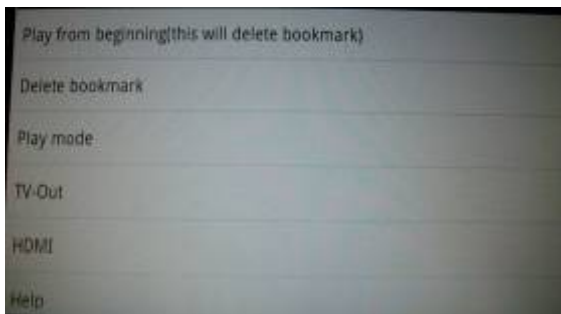 Play from beginning(this will delete bookmark)
Delete bookmark
Play mode
TV-Out
HDMI
Help